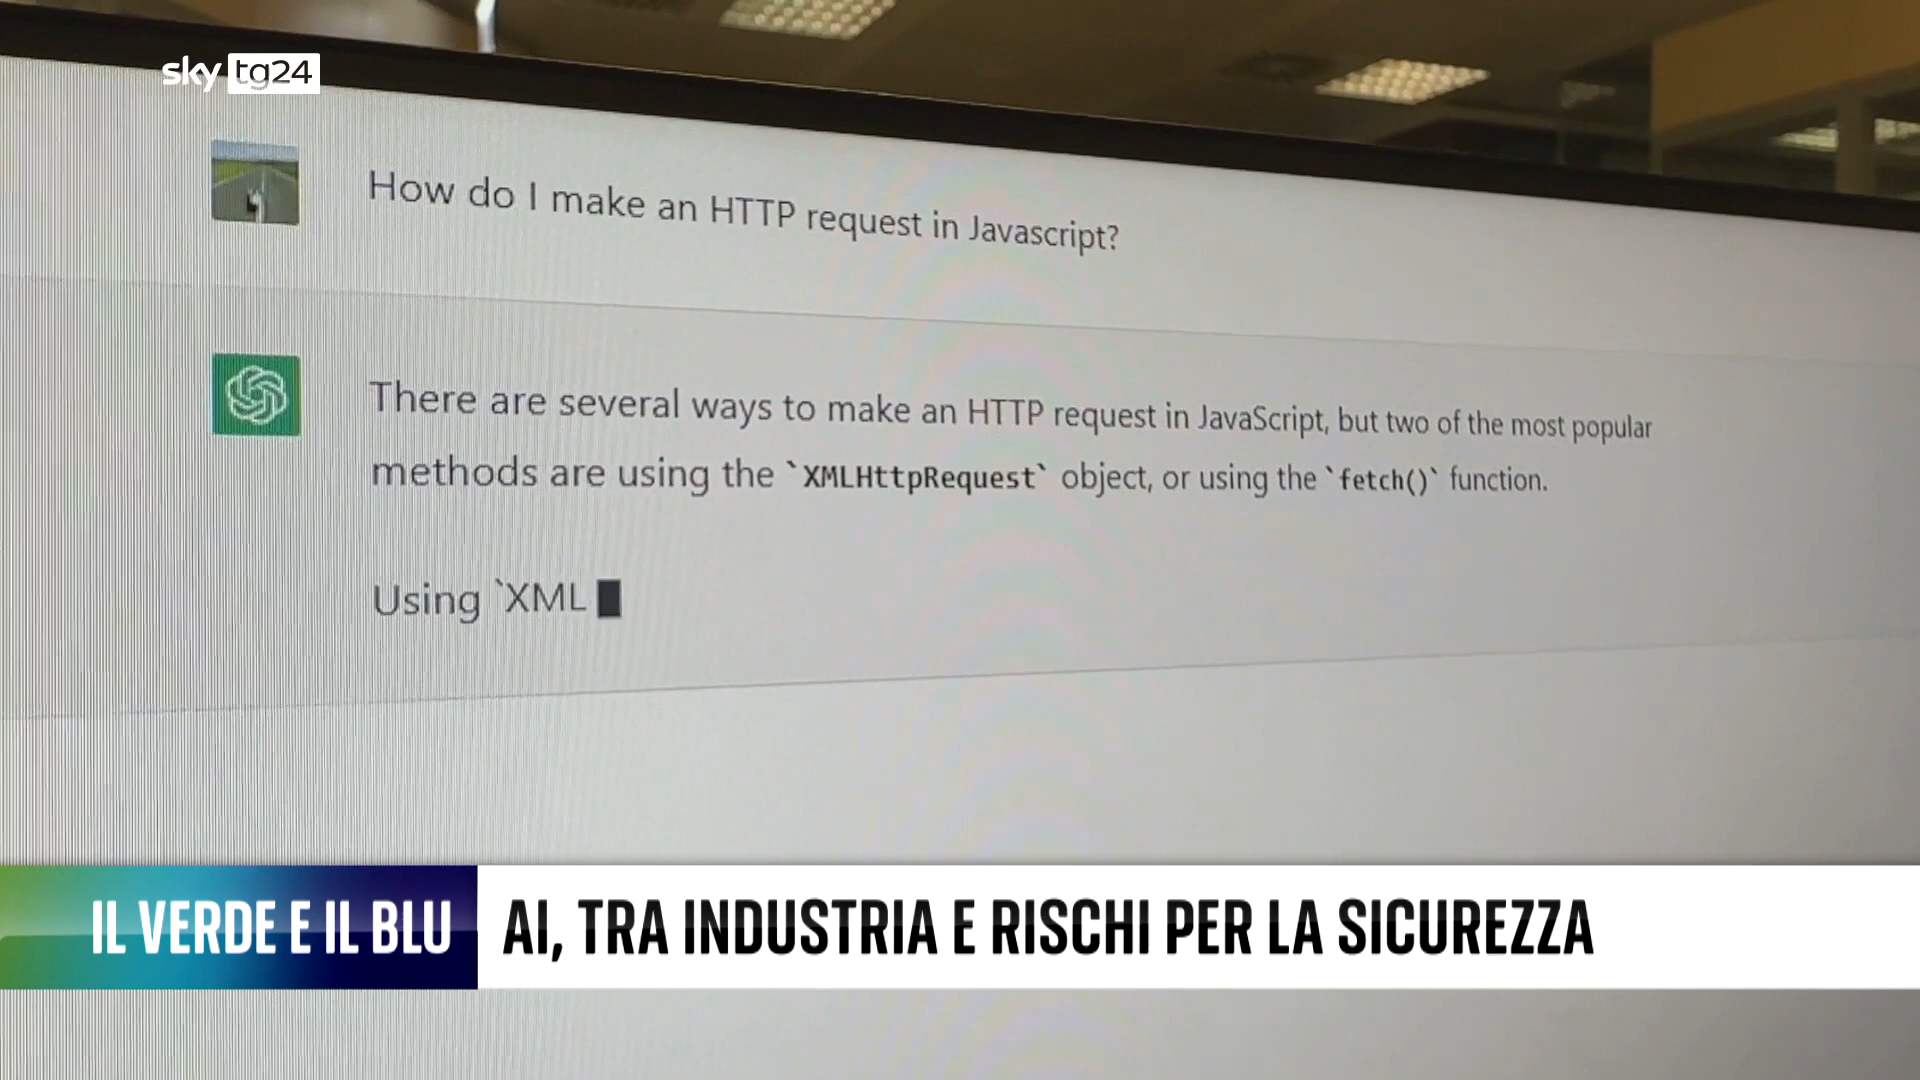 sky tg24
How do I make an HTTP request in Javascript?
There are several ways to make an HTTP request in JavaScript, but two of the most popular
methods are using the `XMLHttpRequest` object, or using the `fetch()` function.
Using `XML
IL VERDE E IL BLU
AI, TRA INDUSTRIA E RISCHI PER LA SICUREZZA